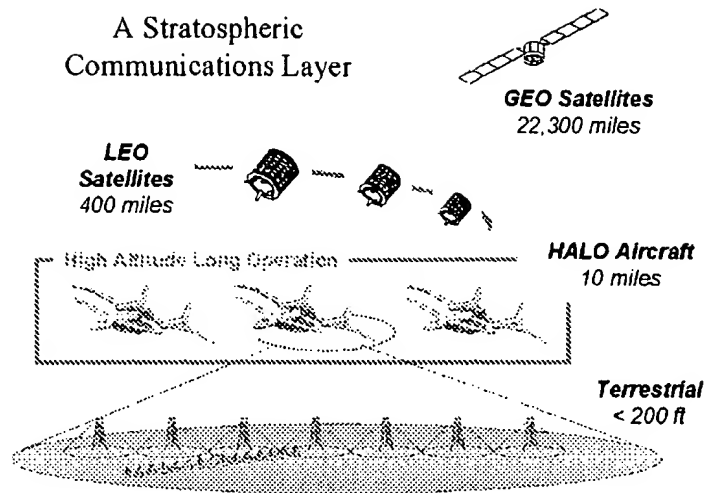 A Stratospheric
Communications Layer
GEO Satellites
22,300 miles
LEO
Satellites
400 miles
High Altitude Long Operation
HALO Aircraft
10 miles
Terrestrial
< 200 ft